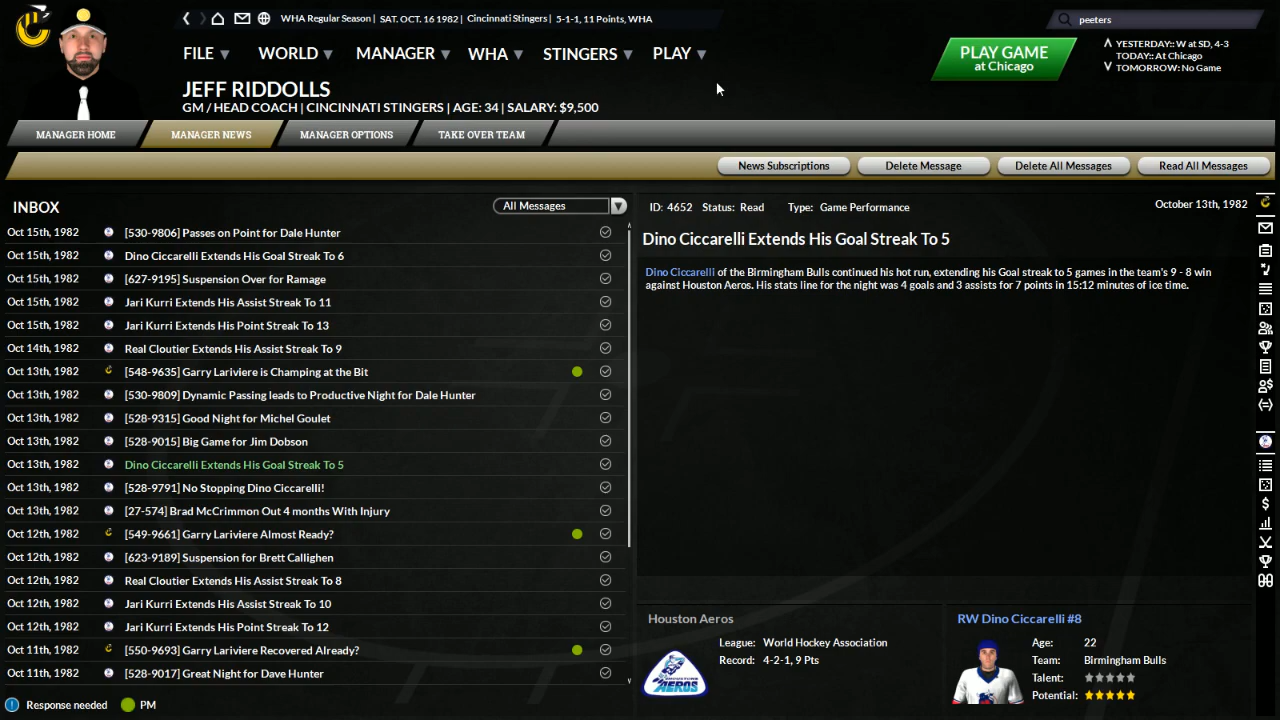 WHA Regular Season | SAT. OCT. 16 1982 | Cincinnati Stingers | 5-1-1, 11 Points, WHA
peeters
FILE WORLD MANAGER WHA STINGERS PLAY
PLAY GAME
at Chicago
YESTERDAY:: W at SD, 4-3
TODAY:: At Chicago
TOMORROW: No Game
JEFF RIDDOLLS
GM / HEAD COACH | CINCINNATI STINGERS | AGE: 34 | SALARY: $9,500
MANAGER HOME MANAGER NEWS MANAGER OPTIONS TAKE OVER TEAM
News Subscriptions Delete Message Delete All Messages Read All Messages
INBOX
All Messages
Oct 15th, 1982 [530-9806] Passes on Point for Dale Hunter
Oct 15th, 1982 Dino Ciccarelli Extends His Goal Streak To 6
Oct 15th, 1982 [627-9195] Suspension Over for Ramage
Oct 15th, 1982 Jari Kurri Extends His Assist Streak To 11
Oct 15th, 1982 Jari Kurri Extends His Point Streak To 13
Oct 14th, 1982 Real Cloutier Extends His Assist Streak To 9
Oct 13th, 1982 [548-9635] Garry Lariviere is Champing at the Bit
Oct 13th, 1982 [530-9809] Dynamic Passing leads to Productive Night for Dale Hunter
Oct 13th, 1982 [528-9315] Good Night for Michel Goulet
Oct 13th, 1982 [528-9015] Big Game for Jim Dobson
Oct 13th, 1982 Dino Ciccarelli Extends His Goal Streak To 5
Oct 13th, 1982 [528-9791] No Stopping Dino Ciccarelli!
Oct 13th, 1982 [27-574] Brad McCrimmon Out 4 months With Injury
Oct 12th, 1982 [549-9661] Garry Lariviere Almost Ready?
Oct 12th, 1982 [623-9189] Suspension for Brett Callighen
Oct 12th, 1982 Real Cloutier Extends His Assist Streak To 8
Oct 12th, 1982 Jari Kurri Extends His Assist Streak To 10
Oct 12th, 1982 Jari Kurri Extends His Point Streak To 12
Oct 11th, 1982 [550-9693] Garry Lariviere Recovered Already?
Oct 11th, 1982 [528-9017] Great Night for Dave Hunter
Response needed PM
ID: 4652 Status: Read Type: Game Performance October 13th, 1982
Dino Ciccarelli Extends His Goal Streak To 5
Dino Ciccarelli of the Birmingham Bulls continued his hot run, extending his Goal streak to 5 games in the team's 9 - 8 win
against Houston Aeros. His stats line for the night was 4 goals and 3 assists for 7 points in 15:12 minutes of ice time.
Houston Aeros
League: World Hockey Association
Record: 4-2-1, 9 Pts
AEROS
RW Dino Ciccarelli #8
Age: 22
Team: Birmingham Bulls
Talent:
Potential: